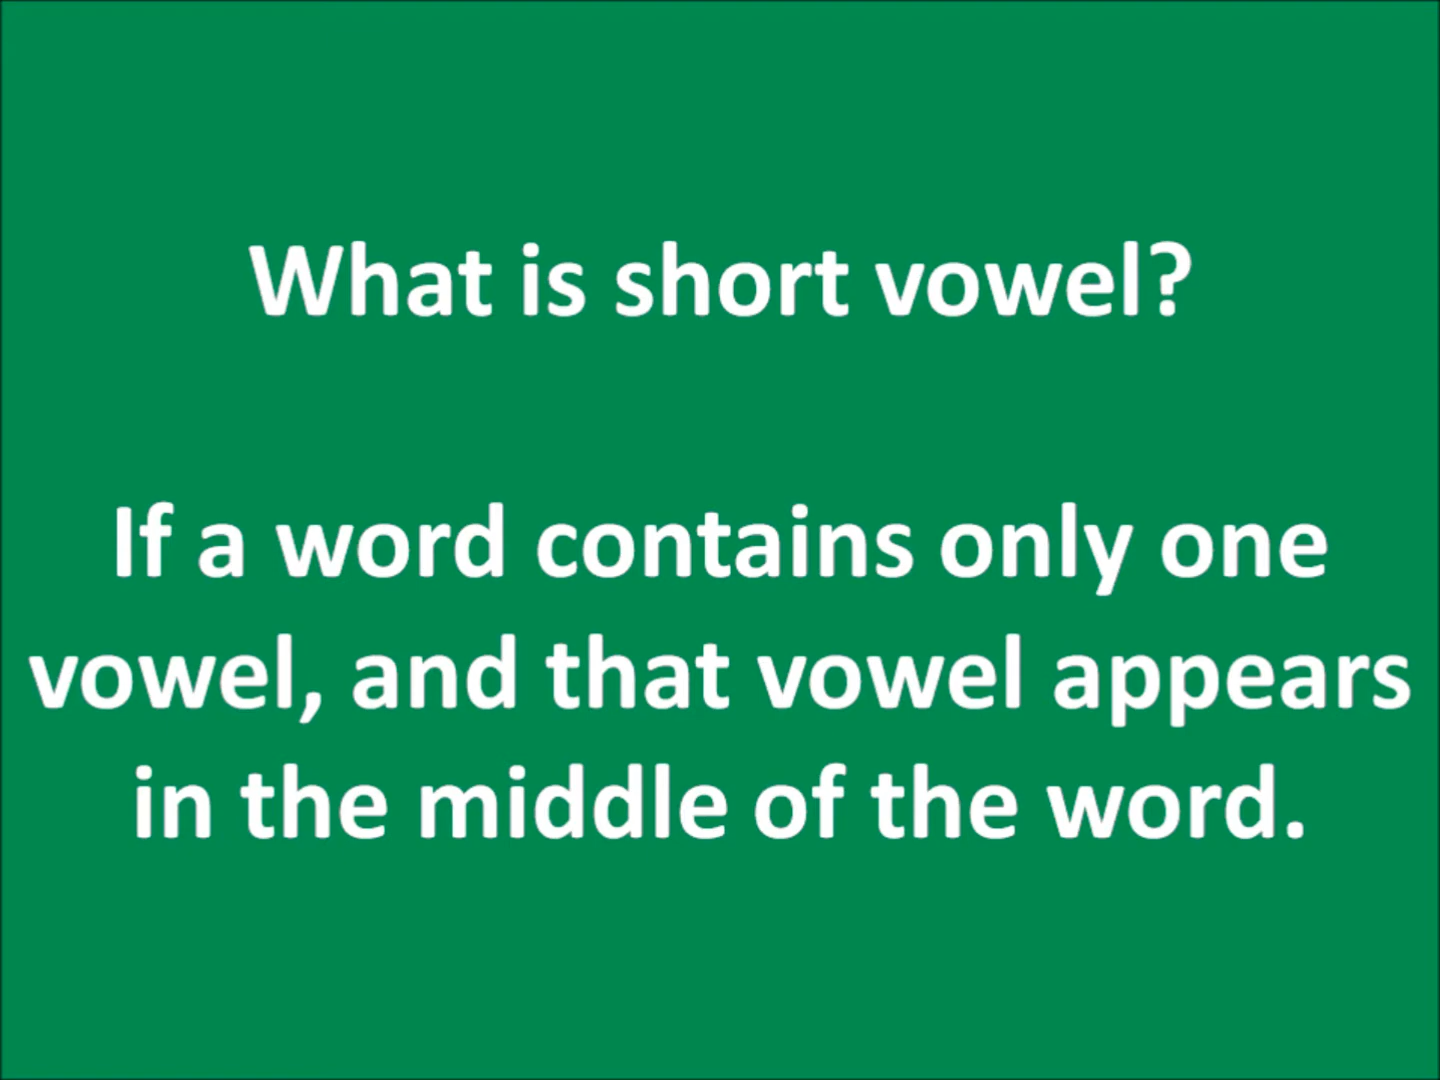 What is short vowel?
If a word contains only one
vowel, and that vowel appears
in the middle of the word.